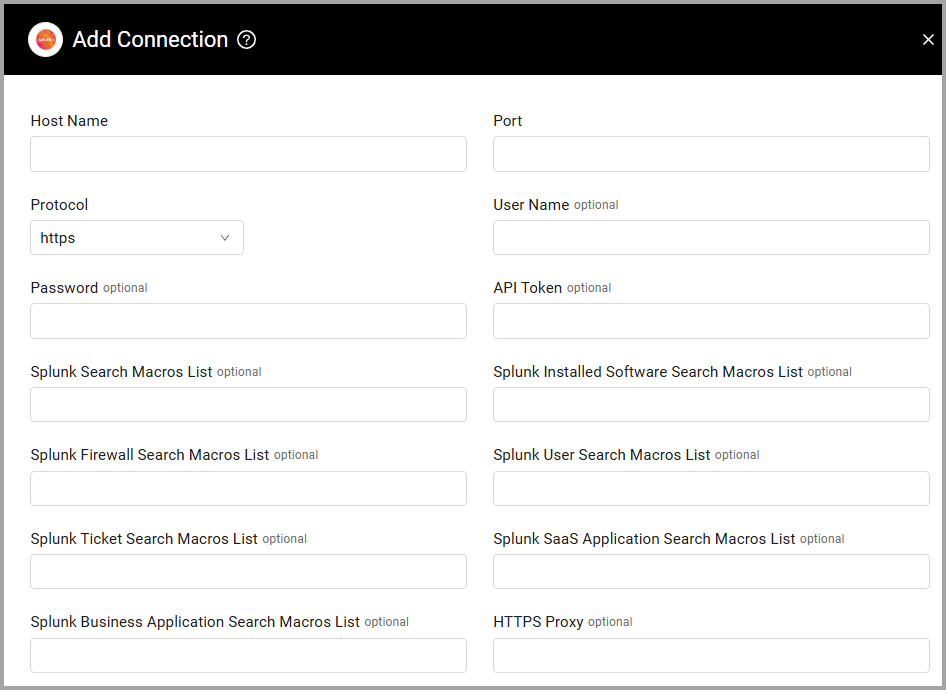 Add Connection
Host Name
Port
Protocol
User Name optional
https
Password optional
API Token optional
Splunk Search Macros List optional
Splunk Installed Software Search Macros List optional
Splunk Firewall Search Macros List optional
Splunk User Search Macros List optional
Splunk Ticket Search Macros List optional
Splunk SaaS Application Search Macros List optional
Splunk Business Application Search Macros List optional
HTTPS Proxy optional